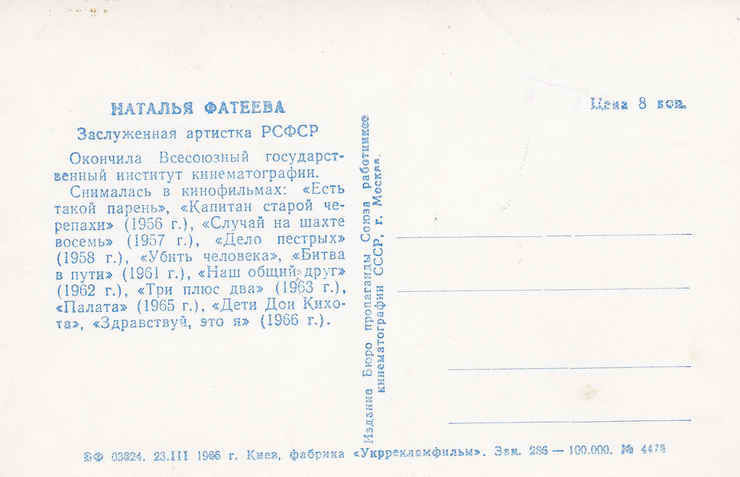 НАТАЛЬЯ ФАТЕЕВА
Заслуженная артистка РСФСР
Окончила Всесоюзный государст-
венный институт кинематографии.
Снималась в кинофильмах: «Есть
такой парень», «Капитан старой че-
репахи» (1956 г.), «Случай на шахте
восемь» (1957 г.), «Дело пестрых»
(1958 г.), «Убить человека», «Битва
в пути» (1961 г.), «Наш общий друг»
(1962 г.), «Три плюс два» (1963 г.),
«Палата» (1965 г.), «Дети Дон Кихо-
та», «Здравствуй, это я» (1966 г.).
Издание Бюро пропаганды Союза работников
кинематографии СССР, г. Москва.
Цена 8 коп.
БФ 03824. 23.III 1966 г. Киев, фабрика «Укррекламфильм». Зам. 286 — 100.000. № 4478